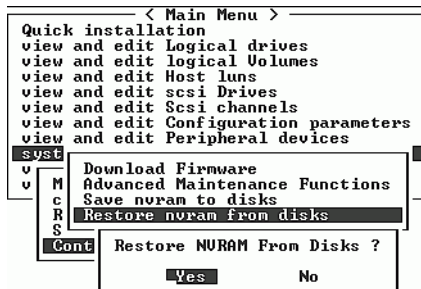 < Main Menu >
Quick installation
view and edit Logical drives
view and edit logical Volumes
view and edit Host luns
view and edit scsi Drives
view and edit Scsi channels
view and edit Configuration parameters
view and edit Peripheral devices
syst
v
v
Download Firmware
M
Advanced Maintenance Functions
c
Save nvram to disks
R
Restore nvram from disks
S
Cont
Restore NVRAM From Disks ?
Yes No